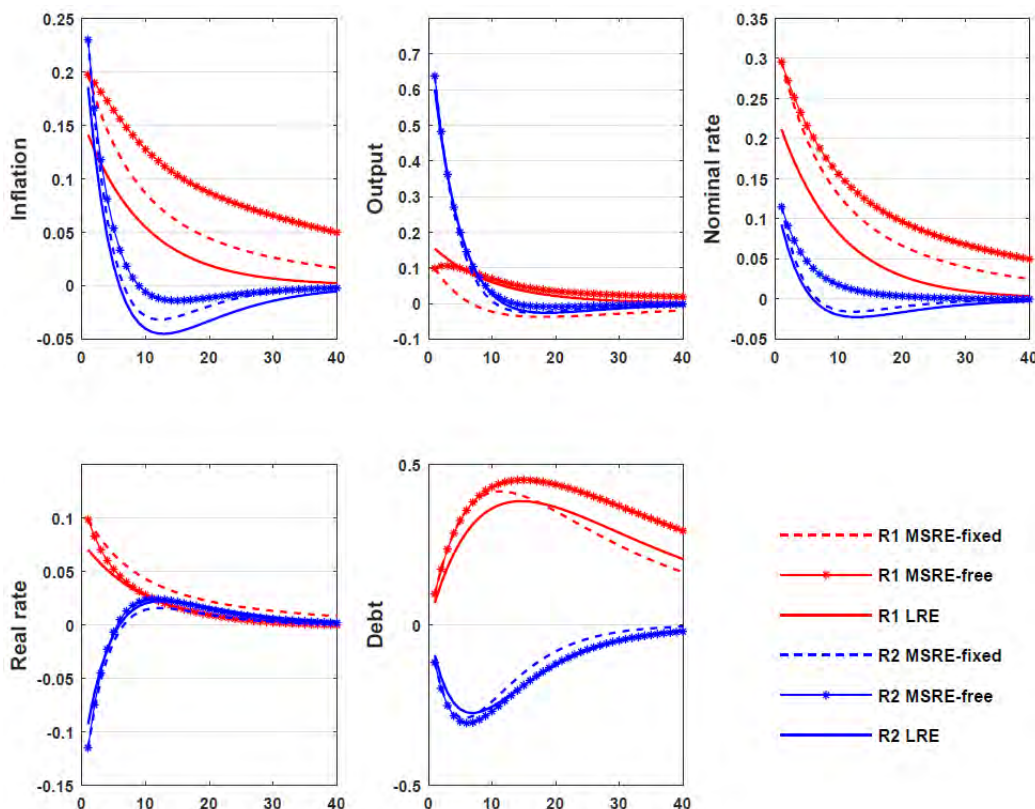 0.25
0.2
0.15
0.1
0.05
0
-0.05
Inflation
0 10 20 30 40
0.8
0.7
0.6
0.5
0.4
0.3
0.2
0.1
0
-0.1
Output
0 10 20 30 40
0.35
0.3
0.25
0.2
0.15
0.1
0.05
0
-0.05
Nominal rate
0 10 20 30 40
0.1
0.05
0
-0.05
-0.1
-0.15
Real rate
0 10 20 30 40
0.5
0
-0.5
Debt
0 10 20 30 40
R1 MSRE-fixed
R1 MSRE-free
R1 LRE
R2 MSRE-fixed
R2 MSRE-free
R2 LRE